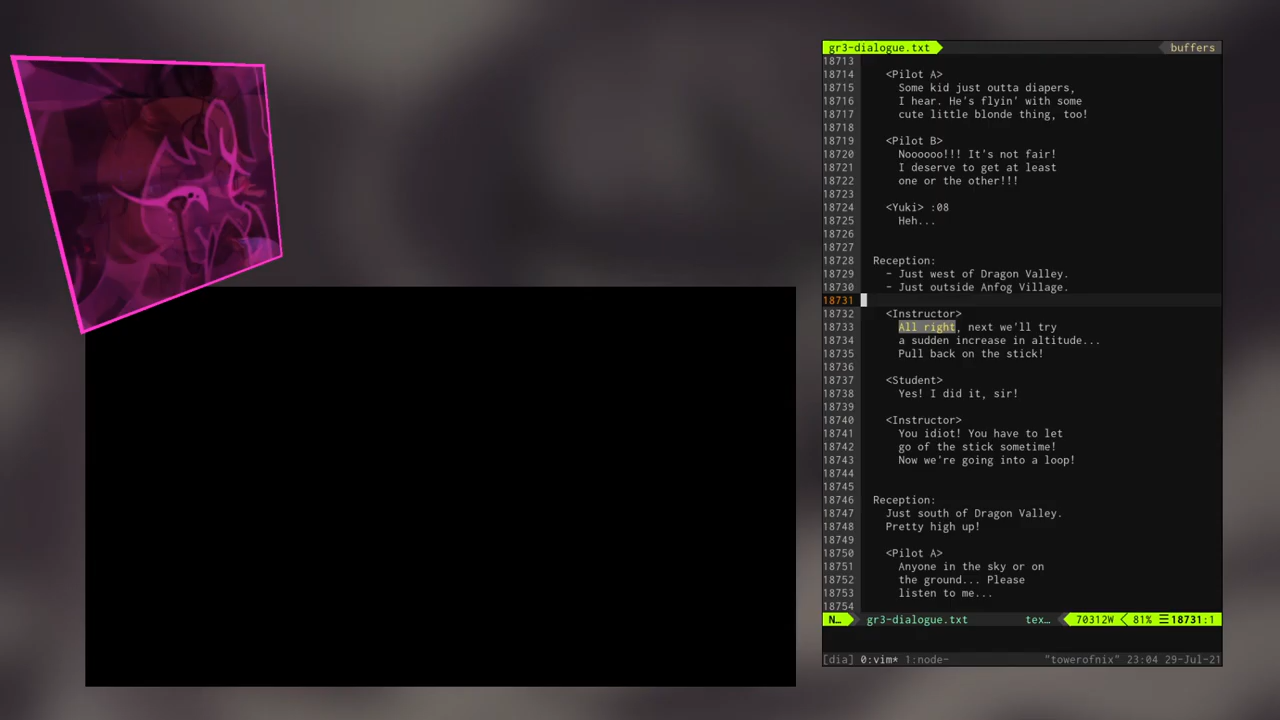 gr3-dialogue.txt buffers
18713
18714 <Pilot A>
18715 Some kid just outta diapers,
18716 I hear. He's flyin' with some
18717 cute little blonde thing, too!
18718
18719 <Pilot B>
18720 Noooooo!!! It's not fair!
18721 I deserve to get at least
18722 one or the other!!!
18723
18724 <Yuki> :08
18725 Heh...
18726
18727
18728 Reception:
18729 - Just west of Dragon Valley.
18730 - Just outside Anfog Village.
18731
18732 <Instructor>
18733 All right, next we'll try
18734 a sudden increase in altitude...
18735 Pull back on the stick!
18736
18737 <Student>
18738 Yes! I did it, sir!
18739
18740 <Instructor>
18741 You idiot! You have to let
18742 go of the stick sometime!
18743 Now we're going into a loop!
18744
18745
18746 Reception:
18747 Just south of Dragon Valley.
18748 Pretty high up!
18749
18750 <Pilot A>
18751 Anyone in the sky or on
18752 the ground... Please
18753 listen to me...
18754
N… gr3-dialogue.txt tex… 70312W 81% ☰18731:1
[dia] 0:vim* 1:node- "towerofnix" 23:04 29-Jul-21